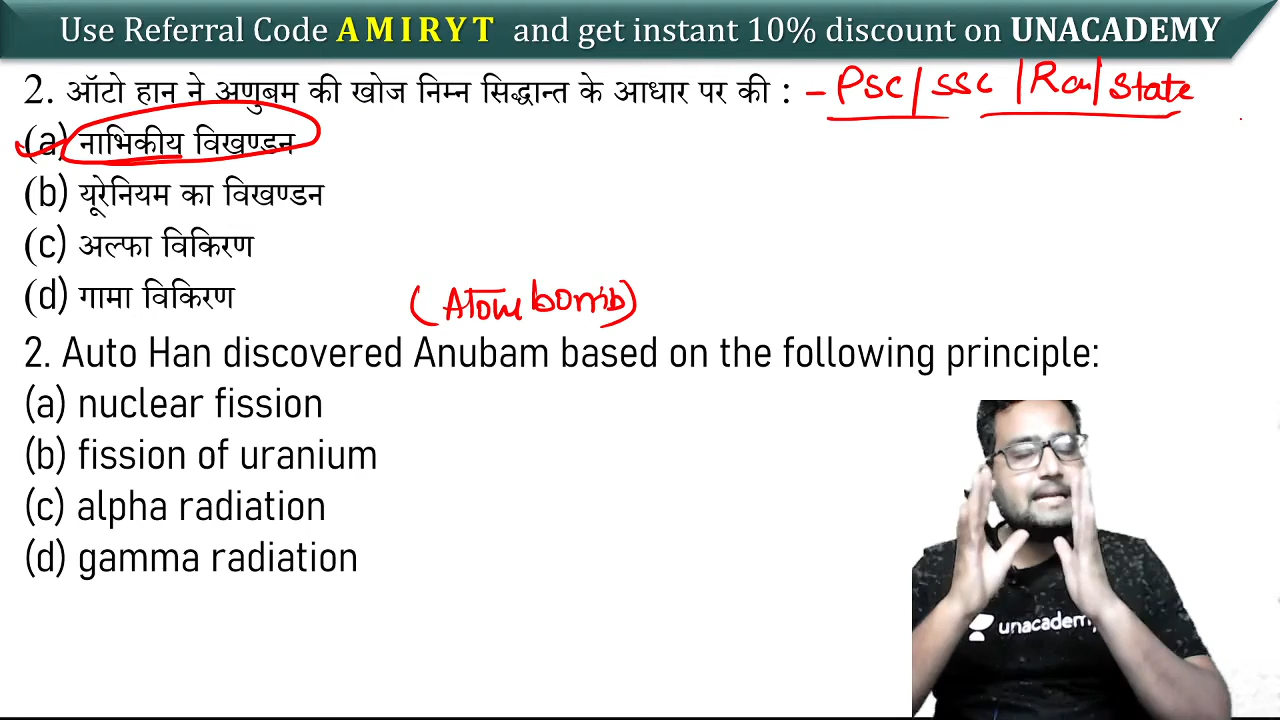 Use Referral Code AMIRYT and get instant 10% discount on UNACADEMY
2. ऑटो हान ने अणुबम की खोज निम्न सिद्धान्त के आधार पर की : - PSC/SSC/Rail/State
(a) नाभिकीय विखण्डन
(b) यूरेनियम का विखण्डन
(c) अल्फा विकिरण
(d) गामा विकिरण
(Atom bomb)
2. Auto Han discovered Anubam based on the following principle:
(a) nuclear fission
(b) fission of uranium
(c) alpha radiation
(d) gamma radiation
unacademy